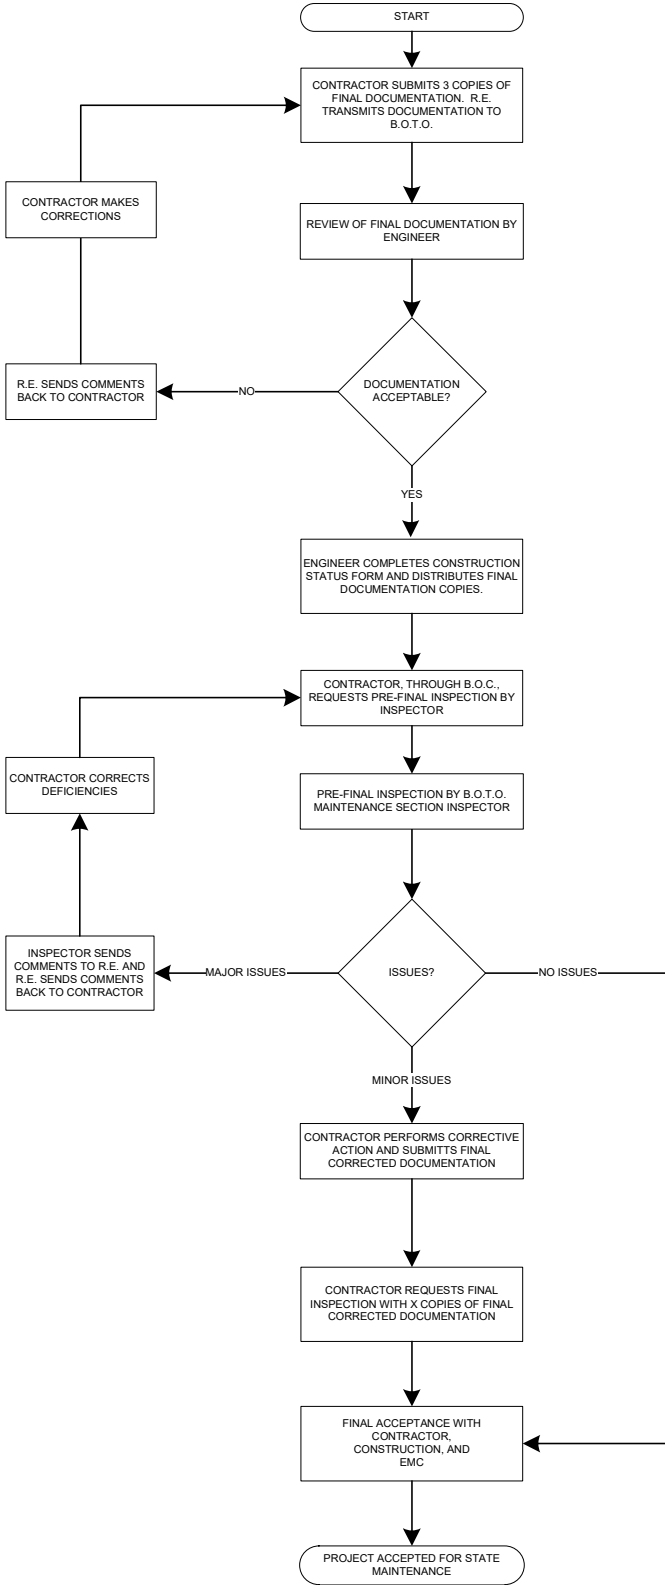 START
CONTRACTOR SUBMITS 3 COPIES OF
FINAL DOCUMENTATION. R.E.
TRANSMITS DOCUMENTATION TO
B.O.T.O.
CONTRACTOR MAKES
CORRECTIONS
REVIEW OF FINAL DOCUMENTATION BY
ENGINEER
R.E. SENDS COMMENTS
BACK TO CONTRACTOR
NO
DOCUMENTATION
ACCEPTABLE?
YES
ENGINEER COMPLETES CONSTRUCTION
STATUS FORM AND DISTRIBUTES FINAL
DOCUMENTATION COPIES.
CONTRACTOR, THROUGH B.O.C.,
REQUESTS PRE-FINAL INSPECTION BY
INSPECTOR
CONTRACTOR CORRECTS
DEFICIENCIES
PRE-FINAL INSPECTION BY B.O.T.O.
MAINTENANCE SECTION INSPECTOR
INSPECTOR SENDS
COMMENTS TO R.E. AND
R.E. SENDS COMMENTS
BACK TO CONTRACTOR
MAJOR ISSUES
ISSUES?
NO ISSUES
MINOR ISSUES
CONTRACTOR PERFORMS CORRECTIVE
ACTION AND SUBMITTS FINAL
CORRECTED DOCUMENTATION
CONTRACTOR REQUESTS FINAL
INSPECTION WITH X COPIES OF FINAL
CORRECTED DOCUMENTATION
FINAL ACCEPTANCE WITH
CONTRACTOR,
CONSTRUCTION, AND
EMC
PROJECT ACCEPTED FOR STATE
MAINTENANCE